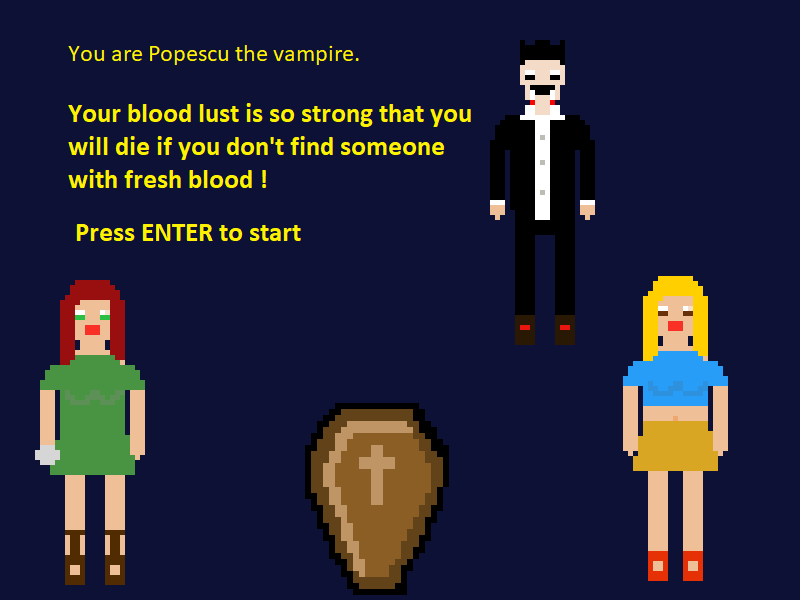 You are Popescu the vampire.
Your blood lust is so strong that you
will die if you don't find someone
with fresh blood !
Press ENTER to start